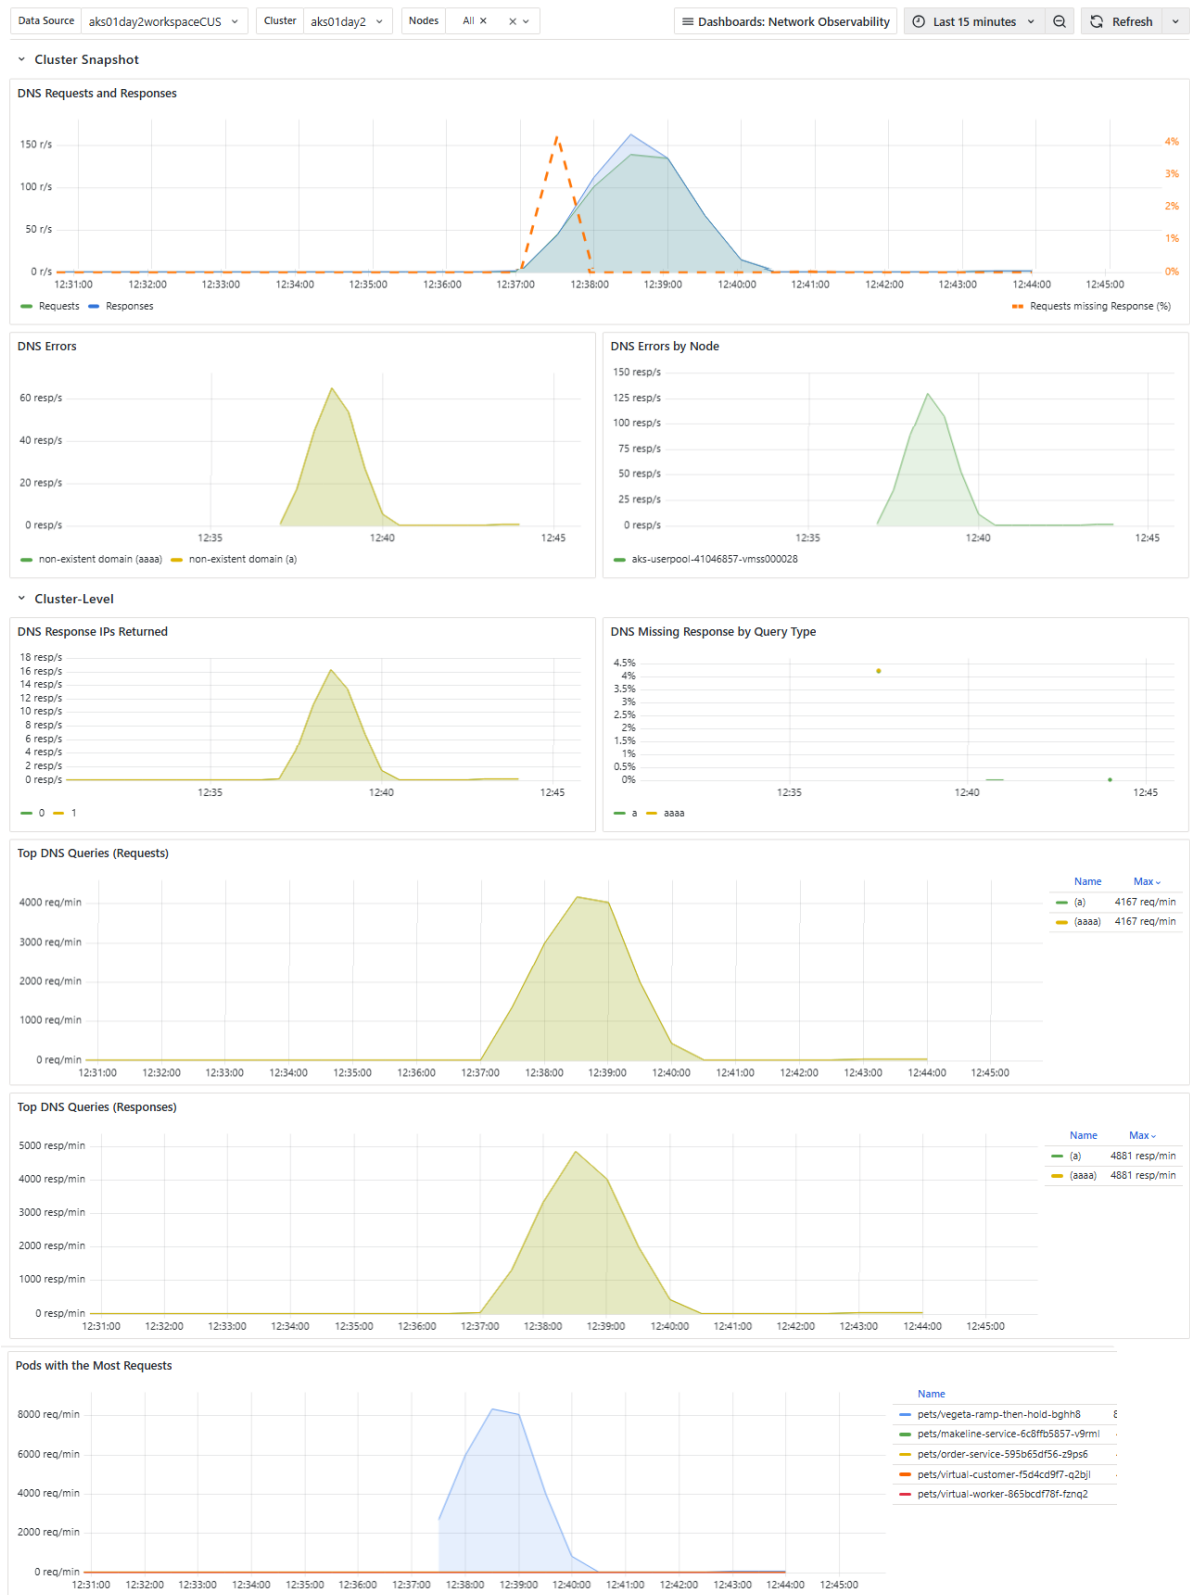 Data Source aks01day2workspaceCUS Cluster aks01day2 Nodes All × × Dashboards: Network Observability Last 15 minutes Refresh
Cluster Snapshot
DNS Requests and Responses
150 r/s
100 r/s
50 r/s
0 r/s
4%
3%
2%
1%
0%
12:31:00 12:32:00 12:33:00 12:34:00 12:35:00 12:36:00 12:37:00 12:38:00 12:39:00 12:40:00 12:41:00 12:42:00 12:43:00 12:44:00 12:45:00
Requests Responses Requests missing Response (%)
DNS Errors
60 resp/s
40 resp/s
20 resp/s
0 resp/s
12:35 12:40 12:45
non-existent domain (aaaa) non-existent domain (a)
DNS Errors by Node
150 resp/s
125 resp/s
100 resp/s
75 resp/s
50 resp/s
25 resp/s
0 resp/s
12:35 12:40 12:45
aks-userpool-41046857-vmss000028
Cluster-Level
DNS Response IPs Returned
18 resp/s
16 resp/s
14 resp/s
12 resp/s
10 resp/s
8 resp/s
6 resp/s
4 resp/s
2 resp/s
0 resp/s
12:35 12:40 12:45
0 1
DNS Missing Response by Query Type
4.5%
4%
3.5%
3%
2.5%
2%
1.5%
1%
0.5%
0%
12:35 12:40 12:45
a aaaa
Top DNS Queries (Requests)
4000 req/min
3000 req/min
2000 req/min
1000 req/min
0 req/min
12:31:00 12:32:00 12:33:00 12:34:00 12:35:00 12:36:00 12:37:00 12:38:00 12:39:00 12:40:00 12:41:00 12:42:00 12:43:00 12:44:00 12:45:00
Name Max
(a) 4167 req/min
(aaaa) 4167 req/min
Top DNS Queries (Responses)
5000 resp/min
4000 resp/min
3000 resp/min
2000 resp/min
1000 resp/min
0 resp/min
12:31:00 12:32:00 12:33:00 12:34:00 12:35:00 12:36:00 12:37:00 12:38:00 12:39:00 12:40:00 12:41:00 12:42:00 12:43:00 12:44:00 12:45:00
Name Max
(a) 4881 resp/min
(aaaa) 4881 resp/min
Pods with the Most Requests
8000 req/min
6000 req/min
4000 req/min
2000 req/min
0 req/min
12:31:00 12:32:00 12:33:00 12:34:00 12:35:00 12:36:00 12:37:00 12:38:00 12:39:00 12:40:00 12:41:00 12:42:00 12:43:00 12:44:00 12:45:00
Name
pets/vegeta-ramp-then-hold-bghh8
pets/makeline-service-6c8ffb5857-v9rml
pets/order-service-595b65df56-z9ps6
pets/virtual-customer-f5d4cd9f7-q2bjl
pets/virtual-worker-865bcdf78f-fznq2